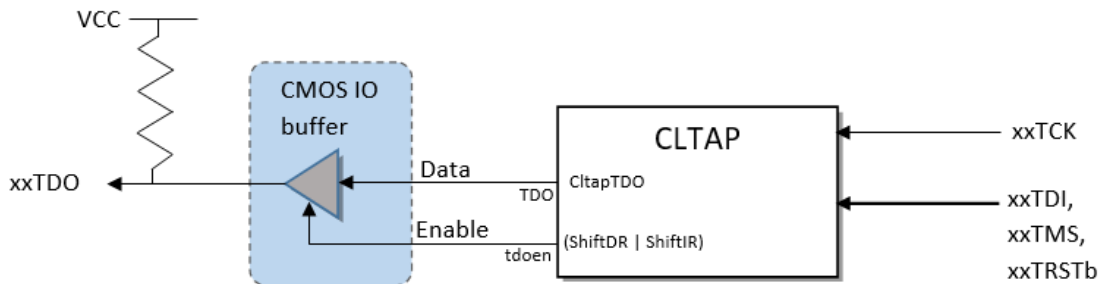 VCC
CMOS IO
buffer
CLTAP
xxTCK
Data
CltapTDO
xxTDO
TDO
xxTDI,
Enable
(ShiftDR | ShiftIR)
xxTMS,
tdoen
xxTRSTb